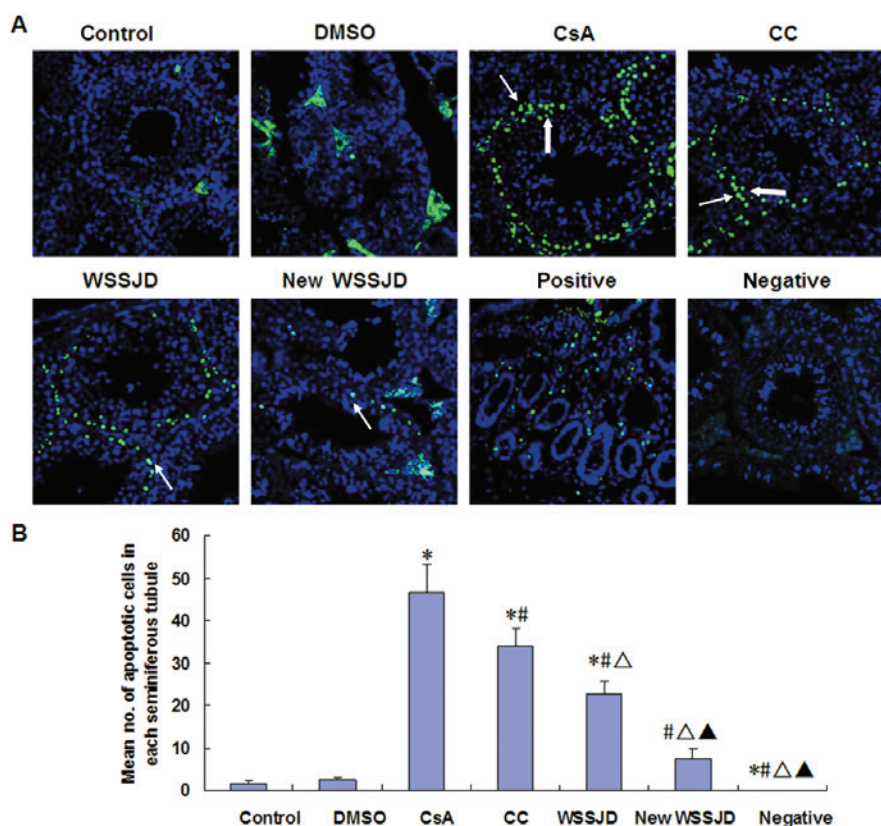 A
Control DMSO CsA CC
WSSJD New WSSJD Positive Negative
B
Mean no. of apoptotic cells in
each seminiferous tubule
60
50
40
30
20
10
0
*
*#
*#△
#△▲
*#△▲
Control DMSO CsA CC WSSJD New WSSJD Negative